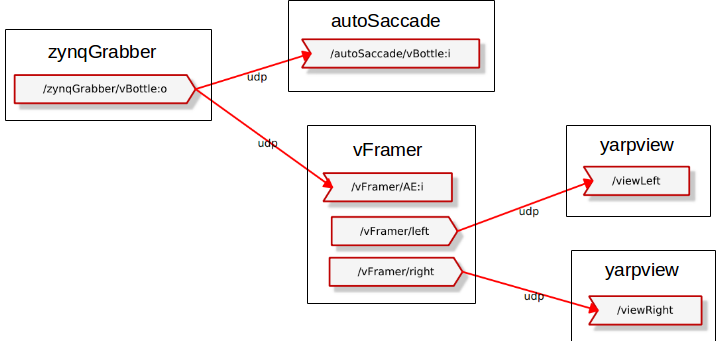 autoSaccade
/autoSaccade/vBottle:i
zynqGrabber
/zynqGrabber/vBottle:o
udp
udp
vFramer
/vFramer/AE:i
/vFramer/left
/vFramer/right
yarpview
/viewLeft
udp
yarpview
/viewRight
udp